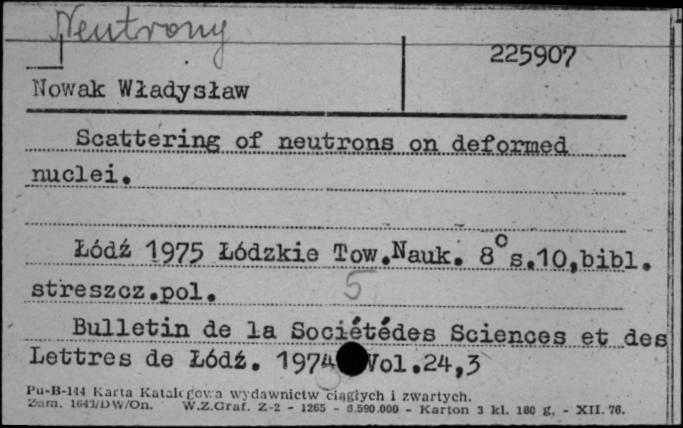 Neutrony
225907
Nowak Władysław
Scattering of neutrons on deformed
nuclei.
Łódź 1975 Łódzkie Tow.Nauk. 8° s.10,bibl.
streszcz.pol. 5
Bulletin de la Sociétédes Sciences et des
Lettres de Łódź. 1974 Vol.24,3
Pu-B-144 Karta Katalogowa wydawnictw ciągłych i zwartych.
Zam. 1643/DW/On. W.Z.Graf. Z-2 - 1265 - 6.590.000 - Karton 3 kl. 180 g. - XII. 76.